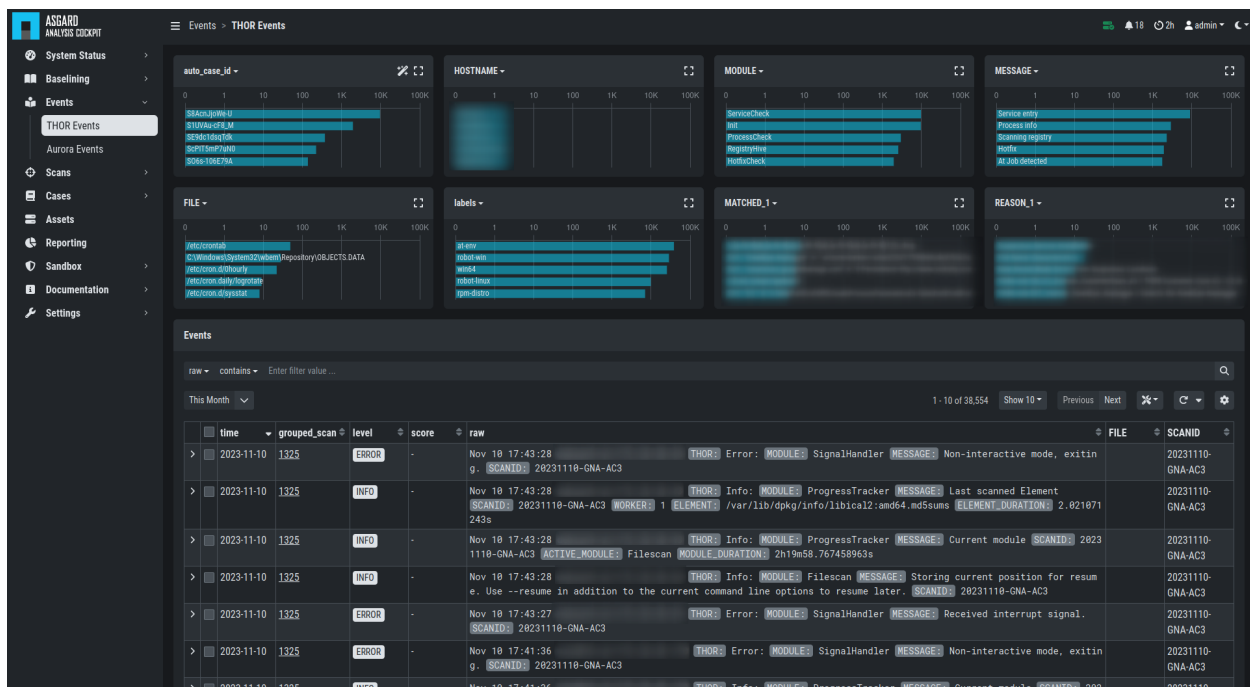 ASGARD
ANALYSIS COCKPIT
Events > THOR Events
18 2h admin
System Status
Baselining
Events
THOR Events
Aurora Events
Scans
Cases
Assets
Reporting
Sandbox
Documentation
Settings
auto_case_id
0 1 10 100 1K 10K 100K
S8AcnJjoWe-U
S1UVAu-cF8_M
SE9dc1dsqTdk
ScPIT5mP7uN0
SO6s-106E79A
HOSTNAME
0 1 10 100 1K 10K 100K
MODULE
0 1 10 100 1K 10K 100K
ServiceCheck
Init
ProcessCheck
RegistryHive
HotfixCheck
MESSAGE
0 1 10 100 1K 10K 100K
Service entry
Process info
Scanning registry
Hotfix
At Job detected
FILE
0 1 10 100 1K 10K 100K
/etc/crontab
C:\Windows\System32\wbem\Repository\OBJECTS.DATA
/etc/cron.d/0hourly
/etc/cron.daily/logrotate
/etc/cron.d/sysstat
labels
0 1 10 100 1K 10K 100K
at-env
robot-win
win64
robot-linux
rpm-distro
MATCHED_1
0 1 10 100 1K 10K 100K
REASON_1
0 1 10 100 1K 10K 100K
Events
raw contains Enter filter value ...
This Month 1 - 10 of 38,554 Show 10 Previous Next
time grouped_scan level score raw FILE SCANID
2023-11-10 1325 ERROR - Nov 10 17:43:28 THOR: Error: MODULE: SignalHandler MESSAGE: Non-interactive mode, exitin 20231110-
g. SCANID: 20231110-GNA-AC3 GNA-AC3
2023-11-10 1325 INFO - Nov 10 17:43:28 THOR: Info: MODULE: ProgressTracker MESSAGE: Last scanned Element 20231110-
SCANID: 20231110-GNA-AC3 WORKER: 1 ELEMENT: /var/lib/dpkg/info/libical2:amd64.md5sums ELEMENT_DURATION: 2.021071 GNA-AC3
243s
2023-11-10 1325 INFO - Nov 10 17:43:28 THOR: Info: MODULE: ProgressTracker MESSAGE: Current module SCANID: 2023 20231110-
1110-GNA-AC3 ACTIVE_MODULE: Filescan MODULE_DURATION: 2h19m58.767458963s GNA-AC3
2023-11-10 1325 INFO - Nov 10 17:43:28 THOR: Info: MODULE: Filescan MESSAGE: Storing current position for resum 20231110-
e. Use --resume in addition to the current command line options to resume later. SCANID: 20231110-GNA-AC3 GNA-AC3
2023-11-10 1325 ERROR - Nov 10 17:43:27 THOR: Error: MODULE: SignalHandler MESSAGE: Received interrupt signal. 20231110-
SCANID: 20231110-GNA-AC3 GNA-AC3
2023-11-10 1325 ERROR - Nov 10 17:41:36 THOR: Error: MODULE: SignalHandler MESSAGE: Non-interactive mode, exitin 20231110-
g. SCANID: 20231110-GNA-AC3 GNA-AC3